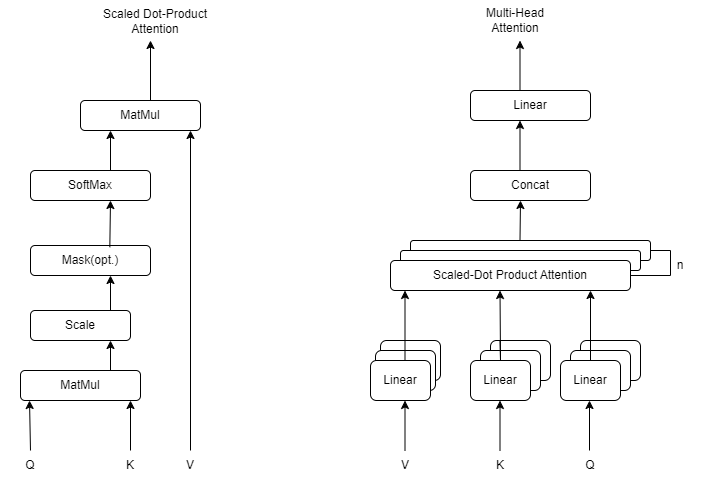 Scaled Dot-Product
Attention
MatMul
SoftMax
Mask(opt.)
Scale
MatMul
Q
K
V
Multi-Head
Attention
Linear
Concat
Scaled-Dot Product Attention
n
Linear
Linear
Linear
V
K
Q